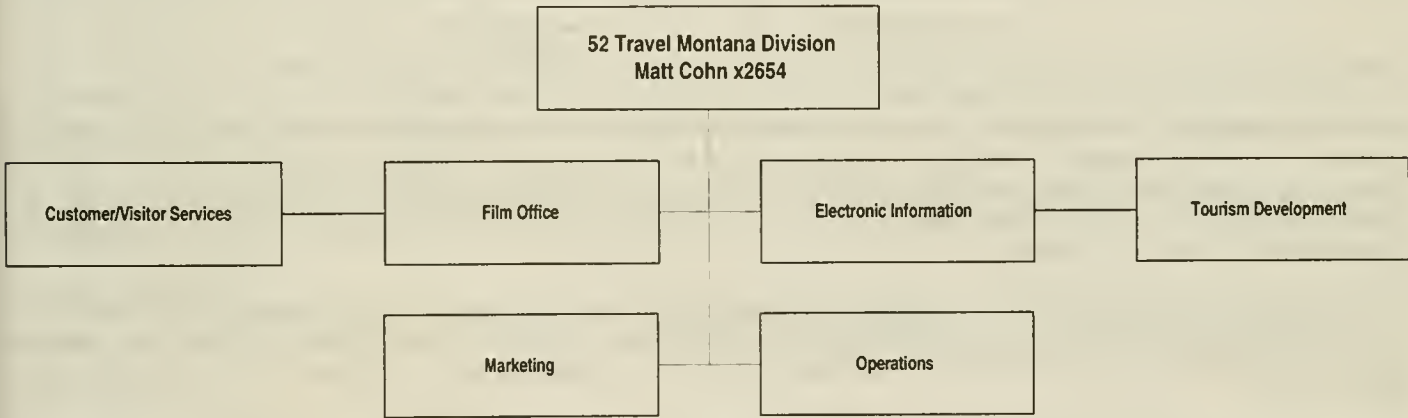 52 Travel Montana Division
Matt Cohn x2654
Customer/Visitor Services
Film Office
Electronic Information
Tourism Development
Marketing
Operations